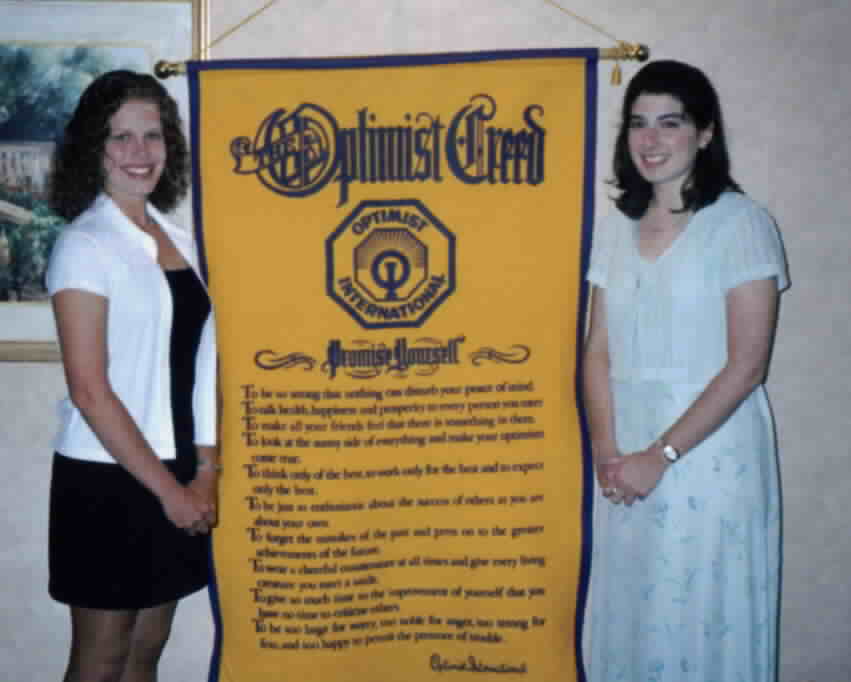 The Optimist Creed
OPTIMIST
INTERNATIONAL
Promise Yourself
To be so strong that nothing can disturb your peace of mind.
To talk health, happiness and prosperity to every person you meet
To make all your friends feel that there is something in them.
To look at the sunny side of everything and make your optimism
come true.
To think only of the best, to work only for the best and to expect
only the best.
To be just as enthusiastic about the success of others as you are
about your own.
To forget the mistakes of the past and press on to the greater
achievements of the future.
To wear a cheerful countenance at all times and give every living
creature you meet a smile.
To give so much time to the improvement of yourself that you
have no time to criticise others.
To be too large for worry, too noble for anger, too strong for
fear, and too happy to permit the presence of trouble.
Optimist International